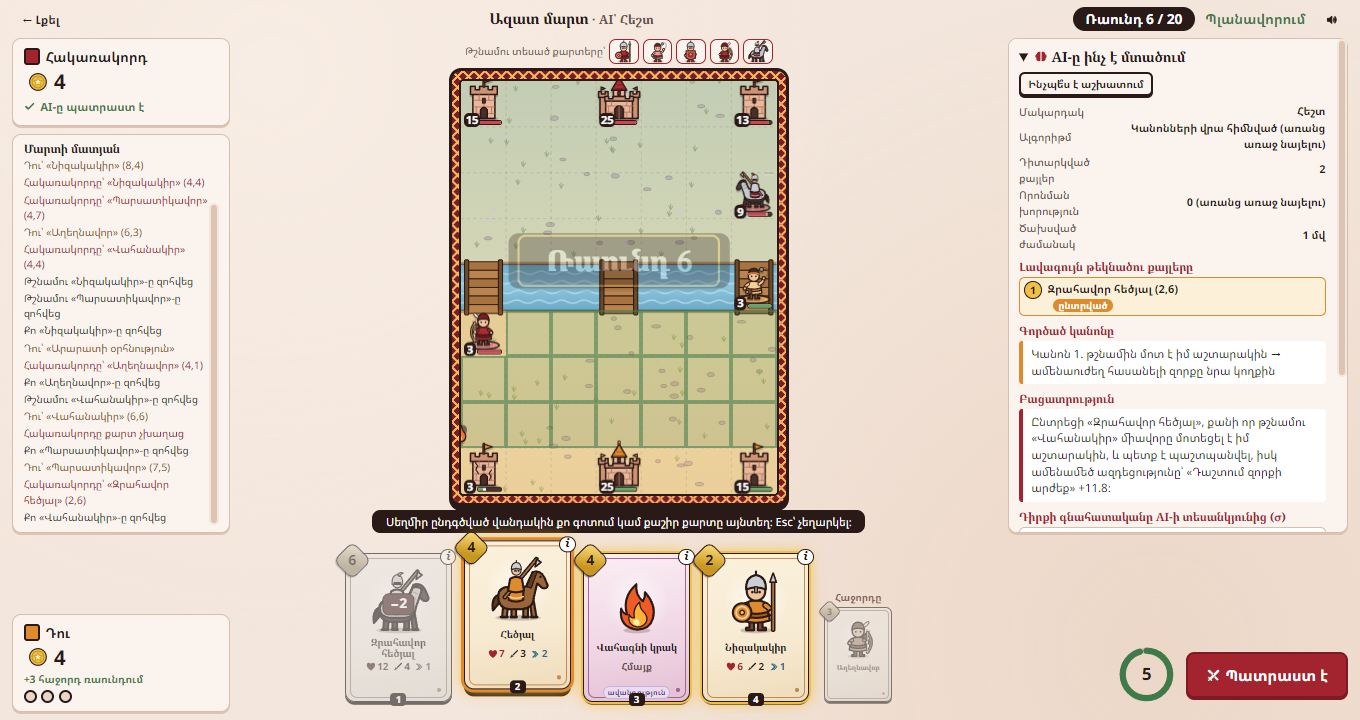 ← Լքել
Ազատ մարտ · AI՝ Հեշտ
Ռաունդ 6 / 20
Պլանավորում
Հակառակորդ
4
AI-ը պատրաստ է
Մարտի մատյան
Դու՝ «Նիզակակիր» (8,4)
Հակառակորդը՝ «Նիզակակիր» (4,4)
Հակառակորդը՝ «Պարսատիկավոր»
(4,7)
Դու՝ «Աղեղնավոր» (6,3)
Հակառակորդը՝ «Վահանակիր»
(4,4)
Թշնամու «Նիզակակիր»-ը զոհվեց
Թշնամու «Պարսատիկավոր»-ը
զոհվեց
Քո «Նիզակակիր»-ը զոհվեց
Դու՝ «Արարատի օրհնություն»
Հակառակորդը՝ «Աղեղնավոր» (4,1)
Քո «Աղեղնավոր»-ը զոհվեց
Թշնամու «Վահանակիր»-ը զոհվեց
Դու՝ «Վահանակիր» (6,6)
Հակառակորդը քարտ չխաղաց
Քո «Պարսատիկավոր»-ը զոհվեց
Դու՝ «Պարսատիկավոր» (7,5)
Հակառակորդը՝ «Զրահավոր
հեծյալ» (2,6)
Քո «Վահանակիր»-ը զոհվեց
Դու
4
+3 հաջորդ ռաունդում
Թշնամու տեսած քարտերը՝
15
25
13
9
Ռաունդ 6
3
3
3
25
15
Սեղմիր ընդգծված վանդակին քո գոտում կամ քաշիր քարտը այնտեղ։ Esc՝ չեղարկել։
6
i
−2
Զրահավոր
հեծյալ
12 4 1
1
4
i
Հեծյալ
7 3 2
2
4
i
Վահագնի կրակ
Հմայք
ավանդություն
3
2
i
Նիզակակիր
6 2 1
4
Հաջորդը
3
Աղեղնավոր
▼ AI-ը ինչ է մտածում
Ինչպե՞ս է աշխատում
Մակարդակ Հեշտ
Ալգորիթմ Կանոնների վրա հիմնված (առանց
առաջ նայելու)
Դիտարկված
քայլեր 2
Որոնման
խորություն 0 (առանց առաջ նայելու)
Ծախսված
ժամանակ 1 մվ
Լավագույն թեկնածու քայլերը
1 Զրահավոր հեծյալ (2,6)
ընտրված
Գործած կանոնը
Կանոն 1. թշնամին մոտ է իմ աշտարակին →
ամենաուժեղ հասանելի զորքը նրա կողքին
Բացատրություն
Ընտրեցի «Զրահավոր հեծյալ», քանի որ թշնամու
«Վահանակիր» միավորը մոտեցել է իմ
աշտարակին, և պետք է պաշտպանվել, իսկ
ամենամեծ ազդեցությունը՝ «Դաշտում զորքի
արժեք» +11.8։
Դիրքի գնահատականը AI-ի տեսանկյունից (σ)
5
Պատրաստ է